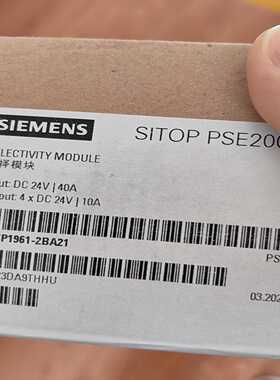 SIEMENS
SITOP PSE200
LECTIVITY MODULE
择模块
ut: DC 24V | 40A
put: 4 x DC 24V | 10A
P1961-2BA21
PS
3DA9THHU
03.202